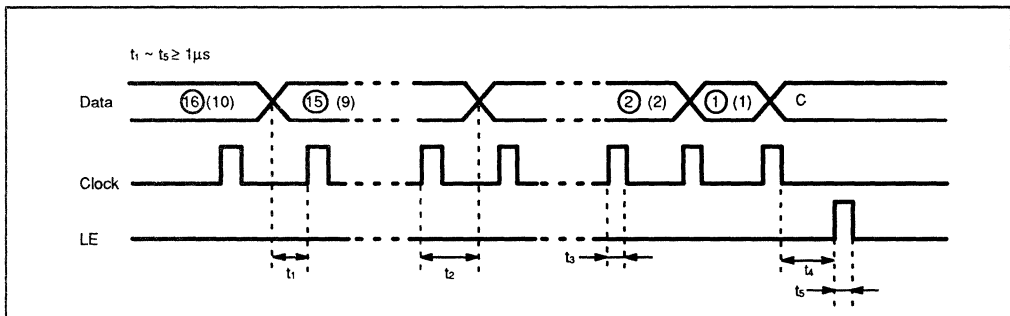 t₁ ~ t₅ ≥ 1μs
Data ⑯(10) ⑮ (9) ② (2) ① (1) C
Clock
LE
t₁ t₂ t₃ t₄
t₅